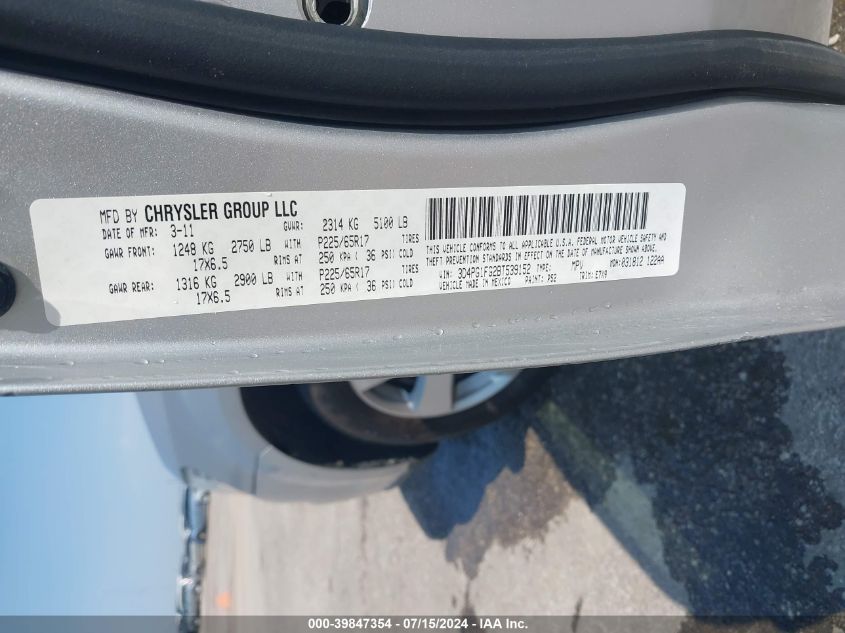 MFD BY CHRYSLER GROUP LLC
DATE OF MFR: 3-11 GVWR: 2314 KG 5100 LB
GAWR FRONT: 1248 KG 2750 LB WITH P225/65R17 TIRES
17X6.5 RIMS AT 250 KPA ( 36 PSI) COLD
GAWR REAR: 1316 KG 2900 LB WITH P225/65R17 TIRES
17X6.5 RIMS AT 250 KPA ( 36 PSI) COLD
THIS VEHICLE CONFORMS TO ALL APPLICABLE U.S.A. FEDERAL MOTOR VEHICLE SAFETY AND
THEFT PREVENTION STANDARDS IN EFFECT ON THE DATE OF MANUFACTURE SHOWN ABOVE.
VIN: 3D4PG1FG2BT539152 TYPE: MPV MDH: 031812 122AA
VEHICLE MADE IN MEXICO PAINT: PS2 TRIM:
000-39847354 - 07/15/2024 - IAA, Inc.